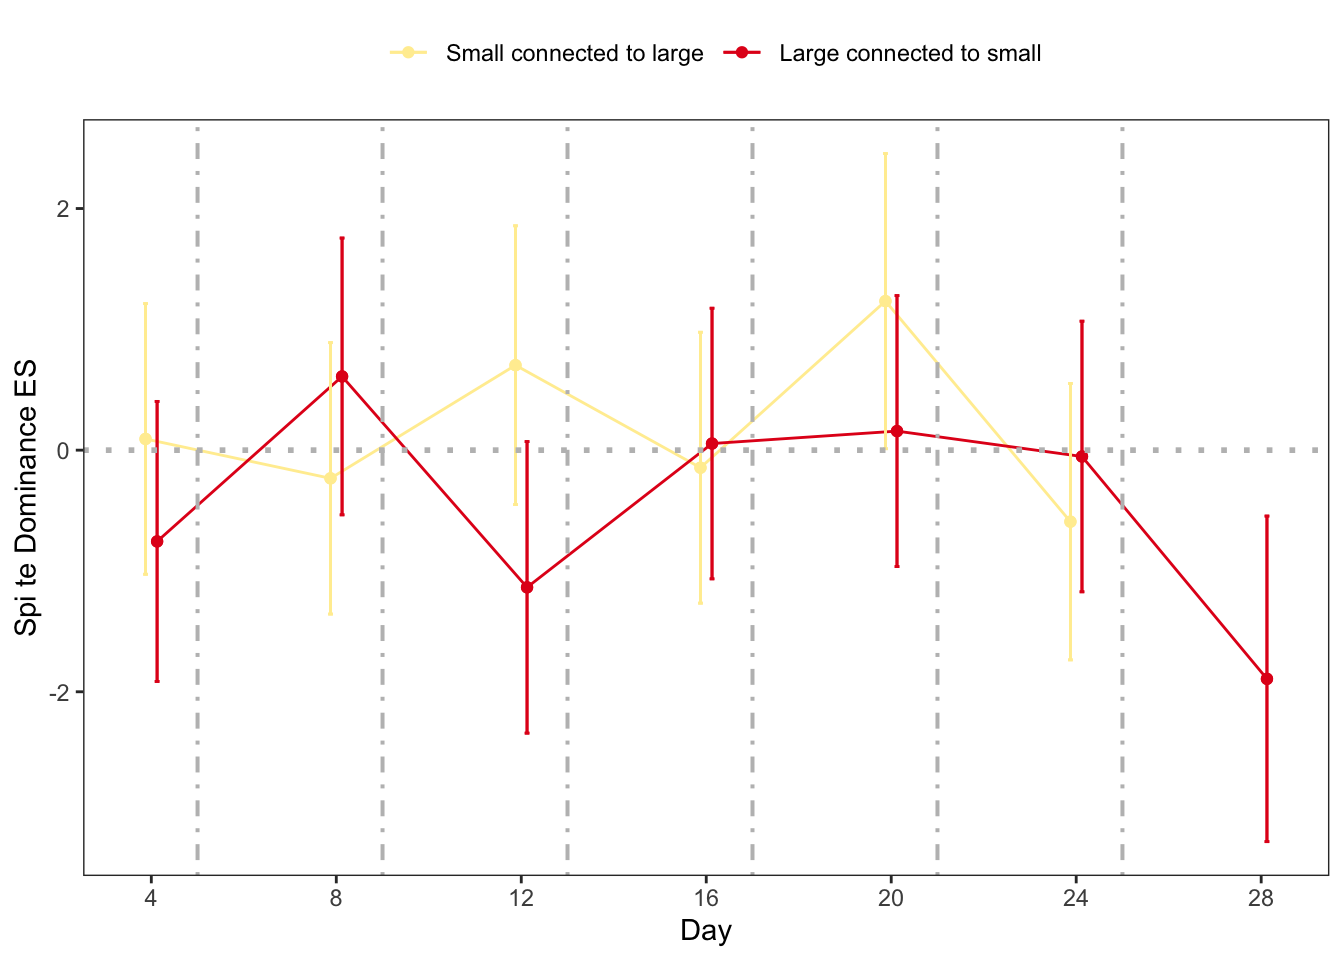 Small connected to large Large connected to small
2
0
-2
Spi te Dominance ES
4 8 12 16 20 24 28
Day